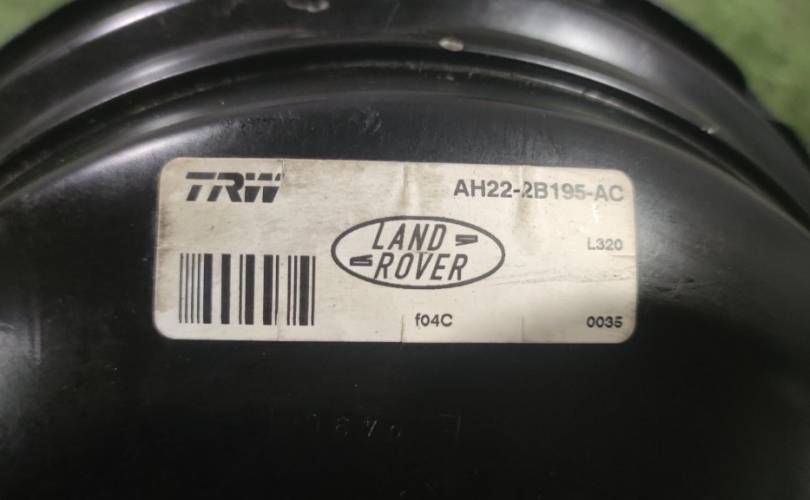 TRW
AH22-2B195-AC
LAND
ROVER
L320
f04C
0035